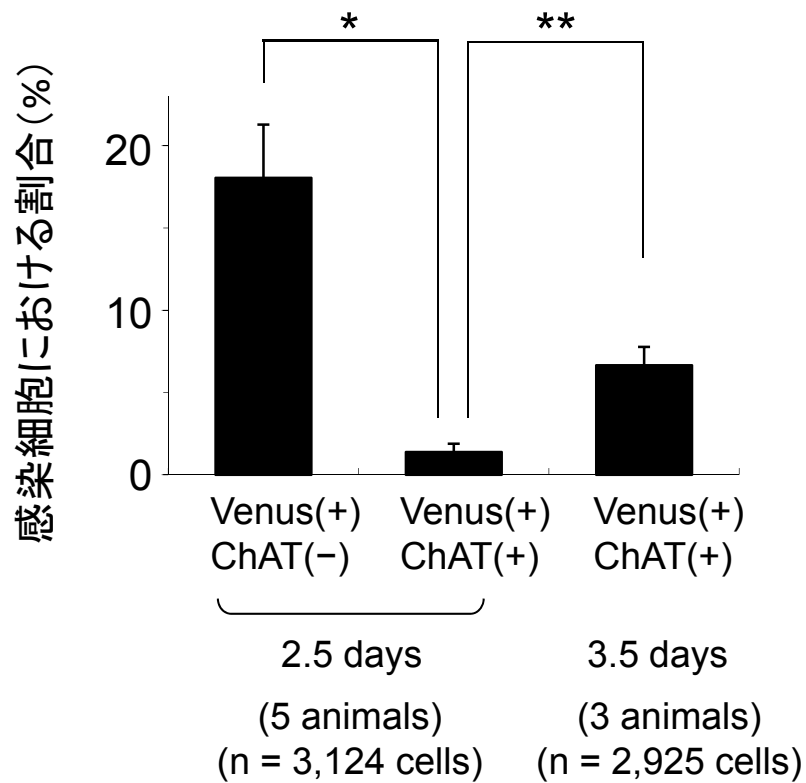 * **
感染細胞における割合(%)
20
10
0
Venus(+) Venus(+) Venus(+)
ChAT(−) ChAT(+) ChAT(+)
2.5 days 3.5 days
(5 animals) (3 animals)
(n = 3,124 cells) (n = 2,925 cells)